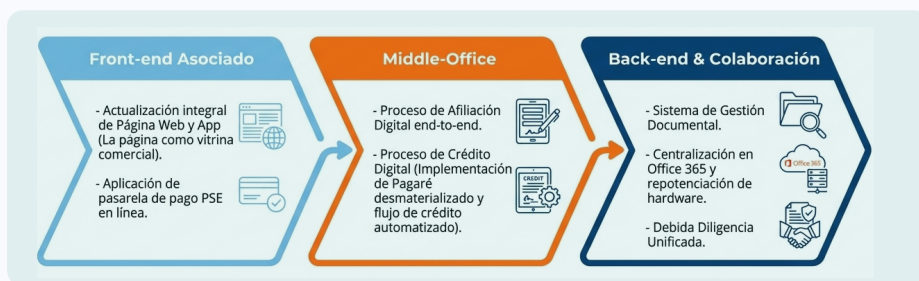 Front-end Asociado
- Actualización integral
de Página Web y App
(La página como vitrina
comercial).
- Aplicación de
pasarela de pago PSE
en línea.
Middle-Office
- Proceso de Afiliación
Digital end-to-end.
- Proceso de Crédito
Digital (Implementación
de Pagaré
desmaterializado y
flujo de crédito
automatizado).
CREDIT
Back-end & Colaboración
- Sistema de Gestión
Documental.
- Centralización en
Office 365 y
repotenciación de
hardware.
- Debida Diligencia
Unificada.
Office 365